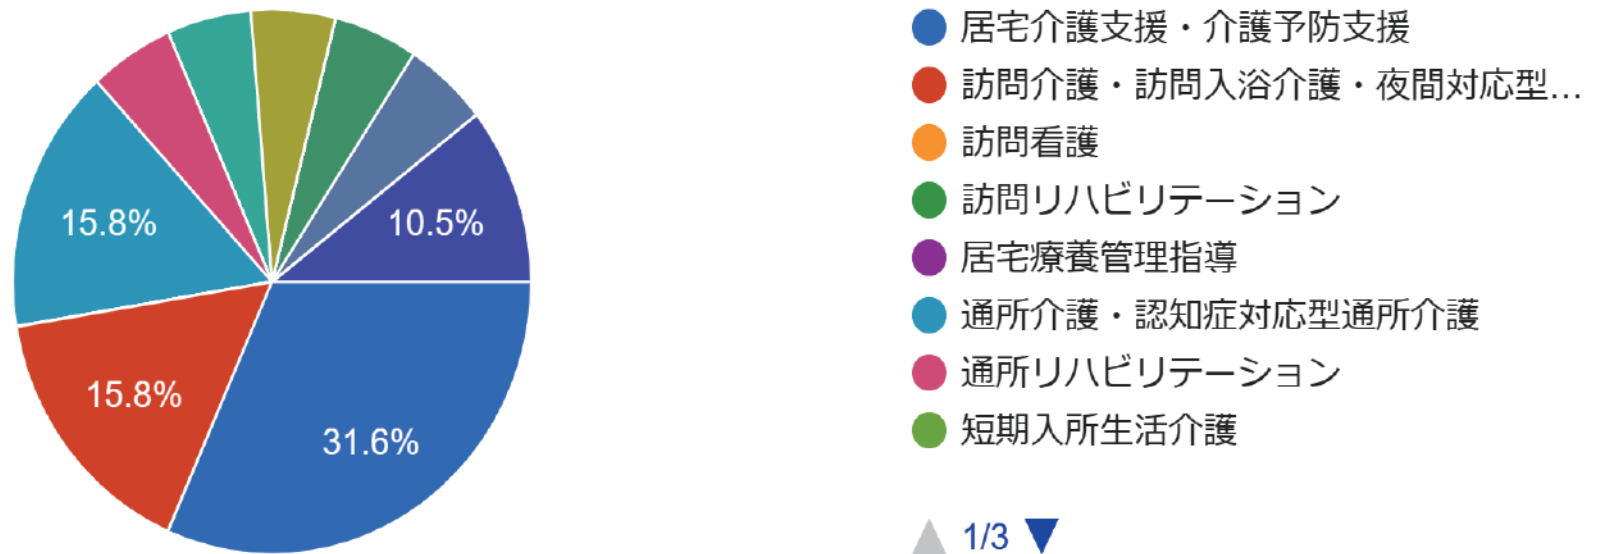 15.8%
10.5%
15.8%
31.6%
居宅介護支援・介護予防支援
訪問介護・訪問入浴介護・夜間対応型…
訪問看護
訪問リハビリテーション
居宅療養管理指導
通所介護・認知症対応型通所介護
通所リハビリテーション
短期入所生活介護
1/3